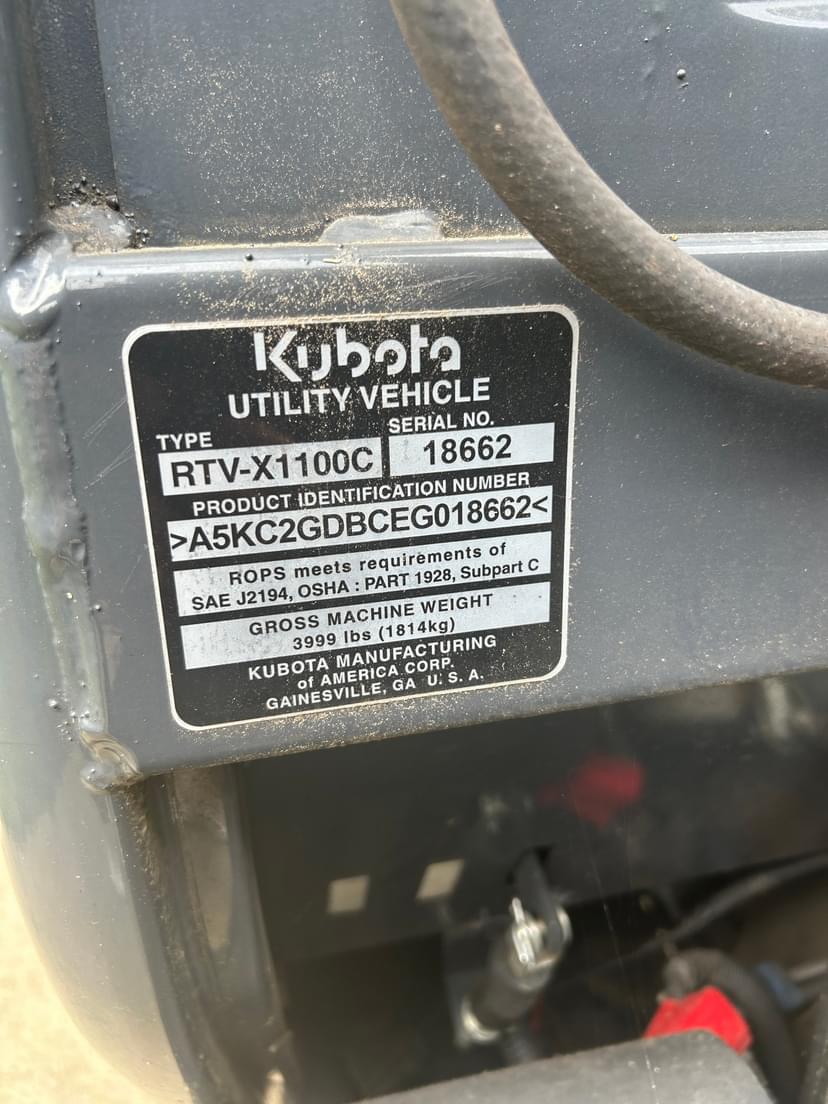 Kubota
UTILITY VEHICLE
TYPE SERIAL NO.
RTV-X1100C 18662
PRODUCT IDENTIFICATION NUMBER
>A5KC2GDBCEG018662<
ROPS meets requirements of
SAE J2194, OSHA : PART 1928, Subpart C
GROSS MACHINE WEIGHT
3999 lbs (1814kg)
KUBOTA MANUFACTURING
of AMERICA CORP.
GAINESVILLE, GA U. S. A.